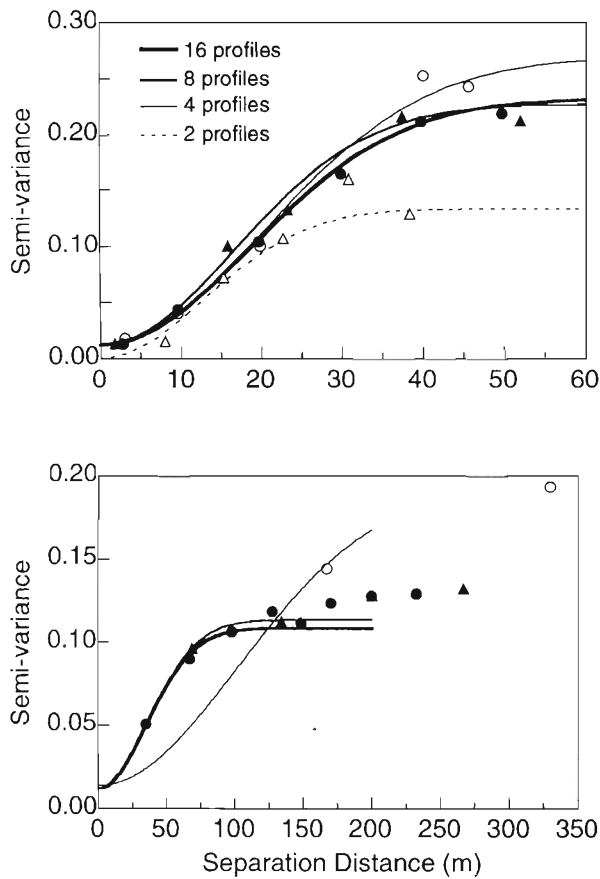 0.30
16 profiles
8 profiles
4 profiles
2 profiles
0.20
0.10
0.00
Semi-variance
0 10 20 30 40 50 60
0.20
0.15
0.10
0.05
0.00
Semi-variance
0 50 100 150 200 250 300 350
Separation Distance (m)